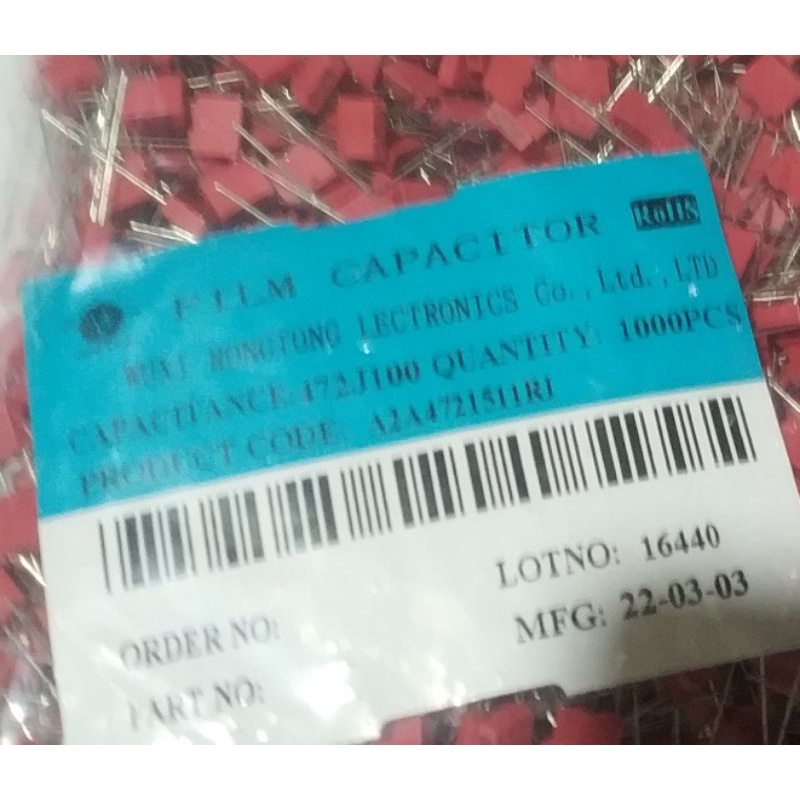 RoHS
FILM CAPACITOR
WUXI HONGTONG LECTRONICS Co.,Ltd.,LTD
CAPACITANCE:472J100 QUANTITY: 1000PCS
PRODUCT CODE: A2A4721511RJ
LOTNO: 16440
ORDER NO:
MFG: 22-03-03
PART NO: